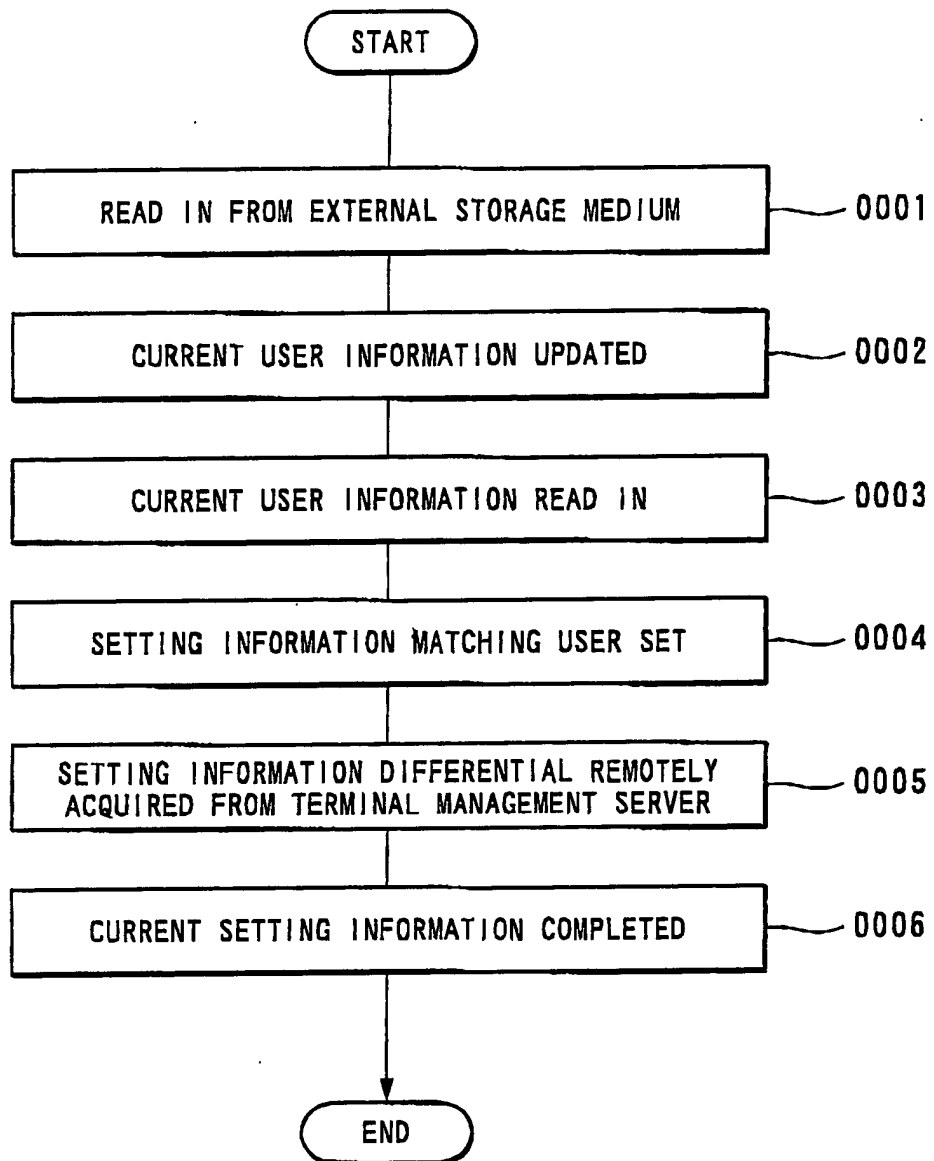 START
READ IN FROM EXTERNAL STORAGE MEDIUM
0001
CURRENT USER INFORMATION UPDATED
0002
CURRENT USER INFORMATION READ IN
0003
SETTING INFORMATION MATCHING USER SET
0004
SETTING INFORMATION DIFFERENTIAL REMOTELY
ACQUIRED FROM TERMINAL MANAGEMENT SERVER
0005
CURRENT SETTING INFORMATION COMPLETED
0006
END